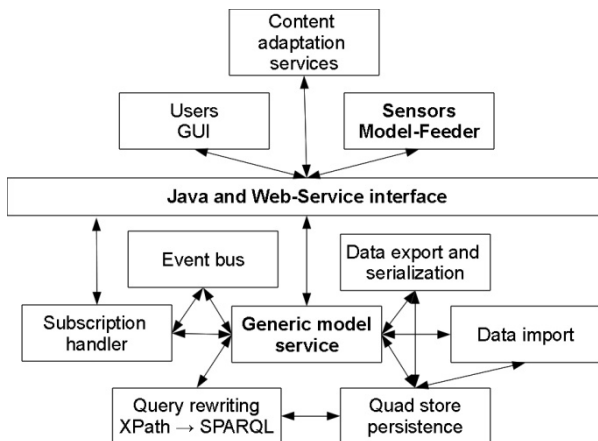 Content
adaptation
services
Users
GUI
Sensors
Model-Feeder
Java and Web-Service interface
Event bus
Data export and
serialization
Subscription
handler
Generic model
service
Data import
Query rewriting
XPath → SPARQL
Quad store
persistence